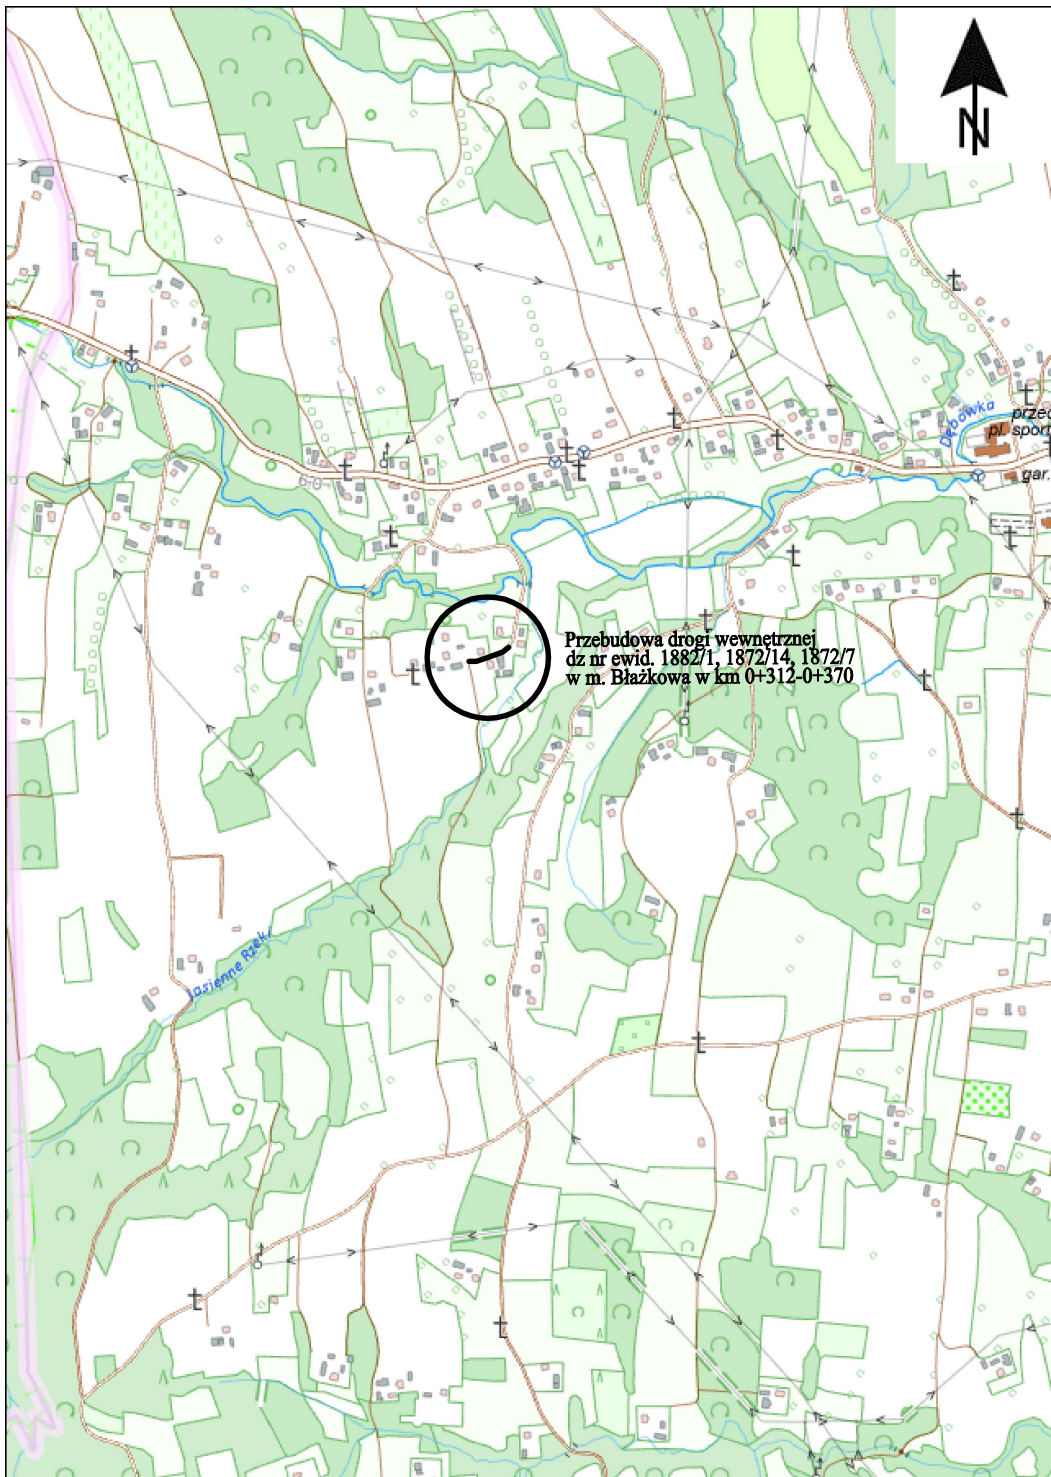 N
Dębówka
przed
pl. sport
gar.
Przebudowa drogi wewnętrznej
dz nr ewid. 1882/1, 1872/14, 1872/7
w m. Błażkowa w km 0+312-0+370
Jasienne Rzeki